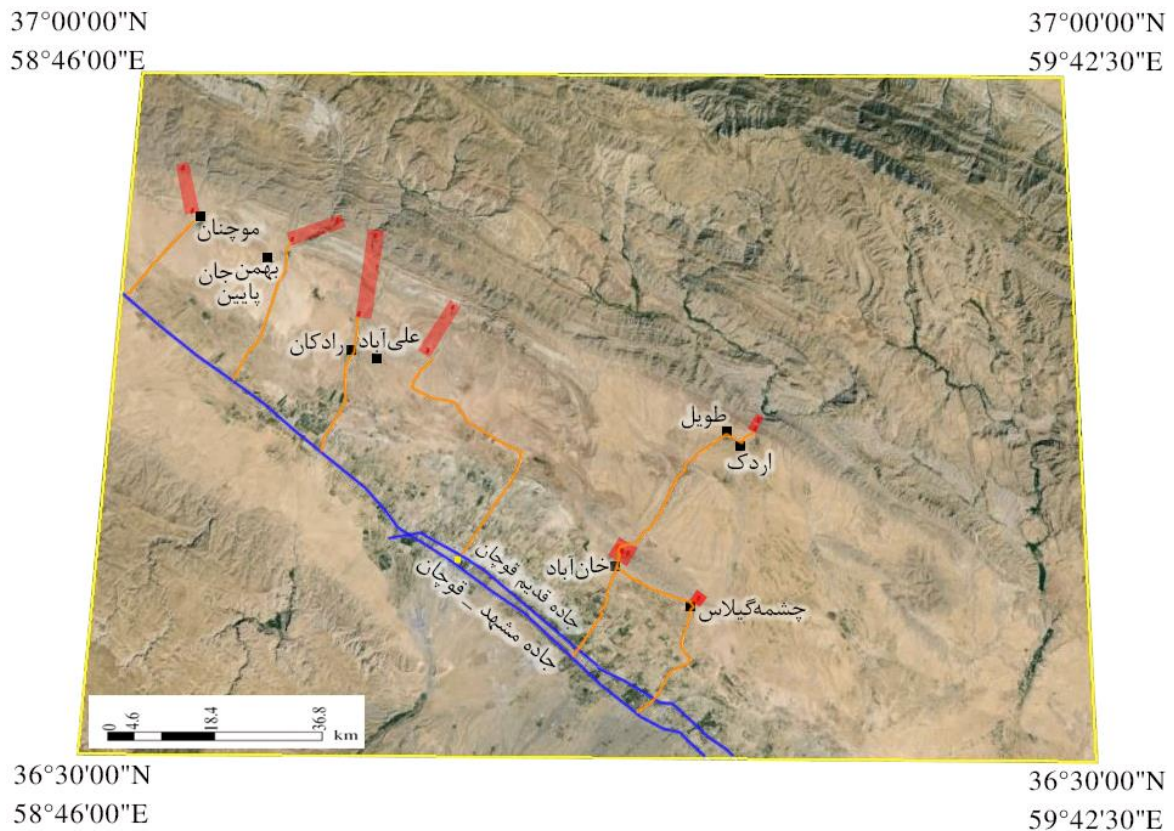 37°00'00"N
58°46'00"E
37°00'00"N
59°42'30"E
موچنان
بهمن‌جان
پایین
رادکان
علی‌آباد
طویل
اردک
خان‌آباد
چشمه‌گیلاس
جاده قدیم قوچان
جاده مشهد _ قوچان
0
4.6
18.4
36.8
km
36°30'00"N
58°46'00"E
36°30'00"N
59°42'30"E